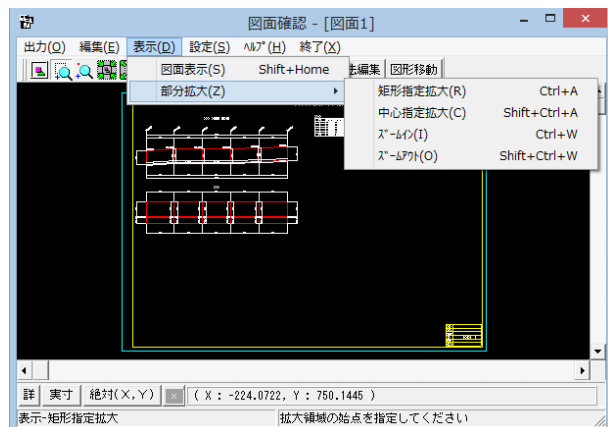 図面確認 - [図面1]
出力(O) 編集(E) 表示(D) 設定(S) ﾍﾙﾌﾟ(H) 終了(X)
図面表示(S) Shift+Home
編集 図形移動
部分拡大(Z)
矩形指定拡大(R) Ctrl+A
中心指定拡大(C) Shift+Ctrl+A
ｽﾞｰﾑｲﾝ(I) Ctrl+W
ｽﾞｰﾑｱｳﾄ(O) Shift+Ctrl+W
詳 実寸 絶対(X,Y) ( X : -224.0722, Y : 750.1445 )
表示-矩形指定拡大 拡大領域の始点を指定してください